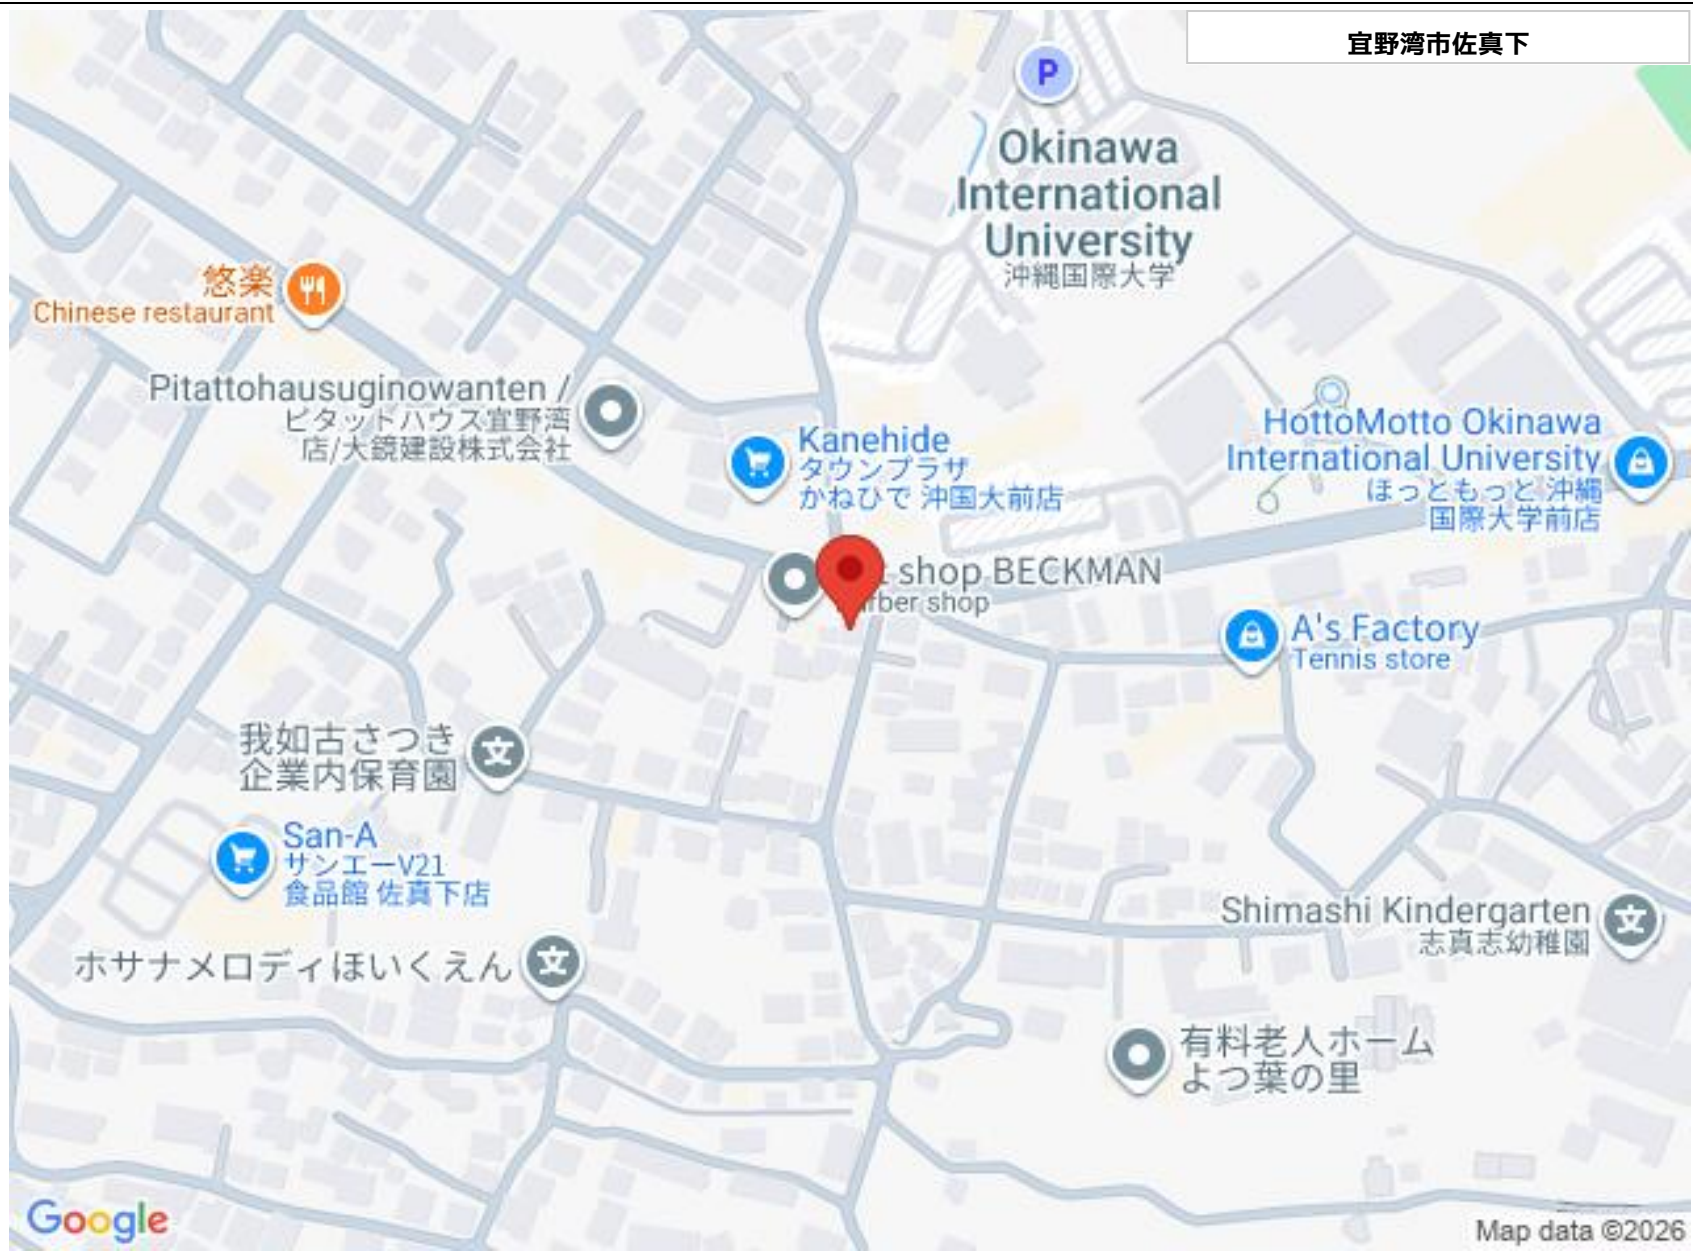 宜野湾市佐真下
P
Okinawa
International
University
沖縄国際大学
悠楽
Chinese restaurant
Pitattohausuginowanten /
ピタットハウス宜野湾
店/大鏡建設株式会社
Kanehide
タウンプラザ
かねひで 沖国大前店
HottoMotto Okinawa
International University
ほっともっと 沖縄
国際大学前店
shop BECKMAN
shop
A's Factory
Tennis store
我如古さつき
企業内保育園
文
San-A
サンエーV21
食品館 佐真下店
Shimashi Kindergarten
志真志幼稚園
文
ホサナメロディほいくえん
文
有料老人ホーム
よつ葉の里
Google
Map data ©2026